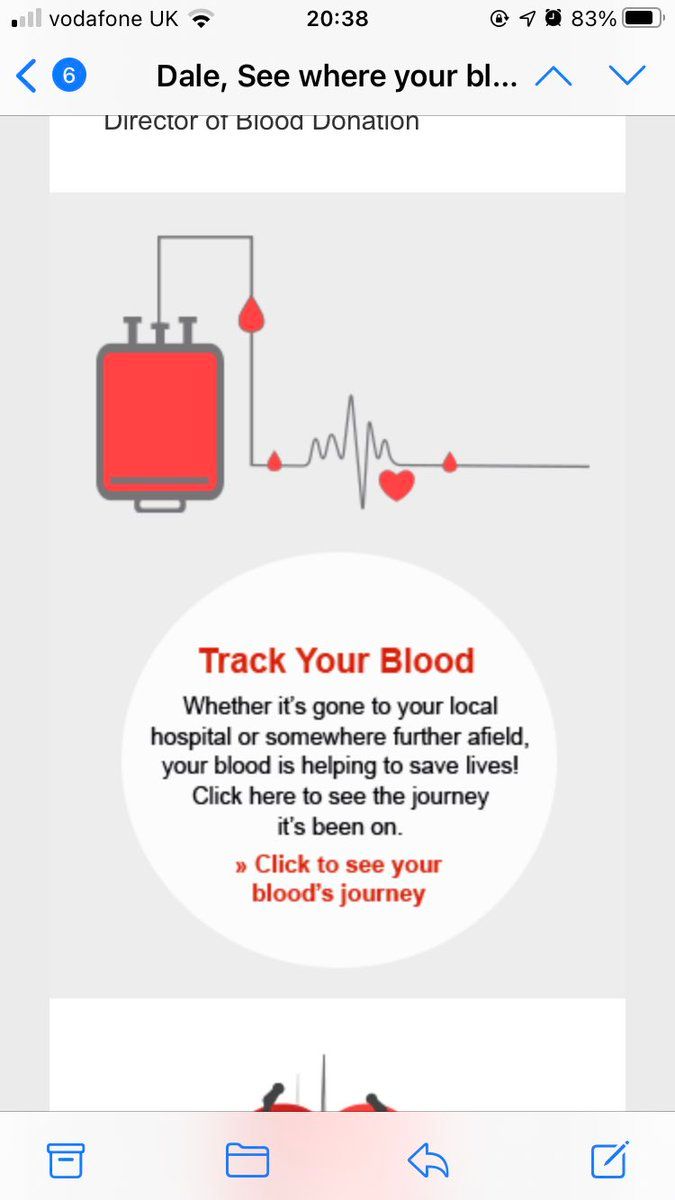 vodafone UK 20:38 83%
6 Dale, See where your bl...
Director of Blood Donation
Track Your Blood
Whether it's gone to your local
hospital or somewhere further afield,
your blood is helping to save lives!
Click here to see the journey
it's been on.
» Click to see your
blood's journey